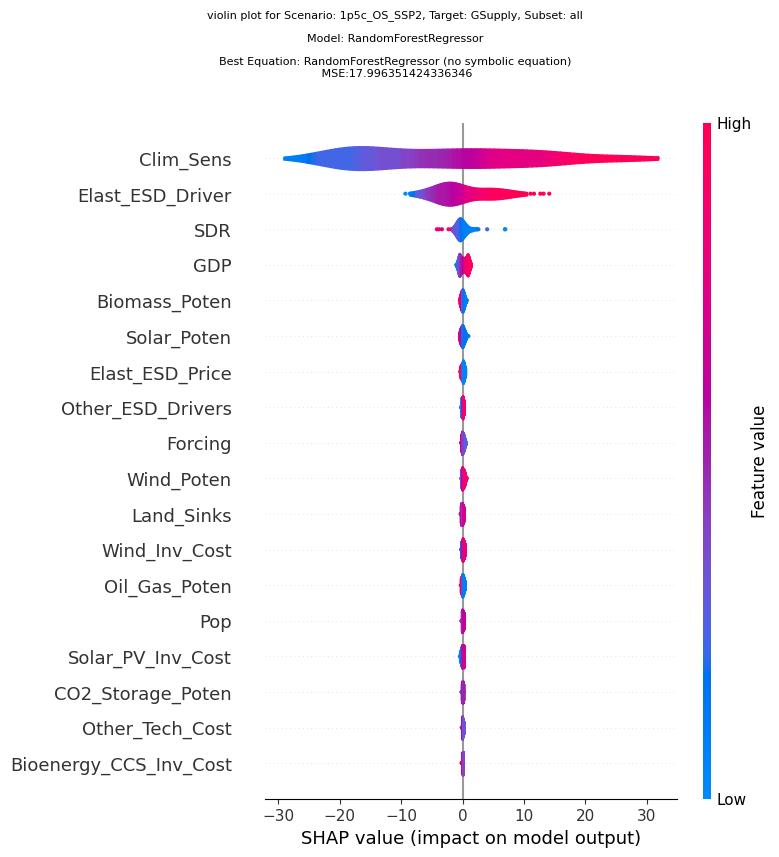 violin plot for Scenario: 1p5c_OS_SSP2, Target: GSupply, Subset: all
Model: RandomForestRegressor
Best Equation: RandomForestRegressor (no symbolic equation)
MSE:17.996351424336346
High
Clim_Sens
Elast_ESD_Driver
SDR
GDP
Biomass_Poten
Solar_Poten
Elast_ESD_Price
Other_ESD_Drivers
Forcing
Wind_Poten
Land_Sinks
Wind_Inv_Cost
Oil_Gas_Poten
Pop
Solar_PV_Inv_Cost
CO2_Storage_Poten
Other_Tech_Cost
Bioenergy_CCS_Inv_Cost
Feature value
Low
−30 −20 −10 0 10 20 30
SHAP value (impact on model output)